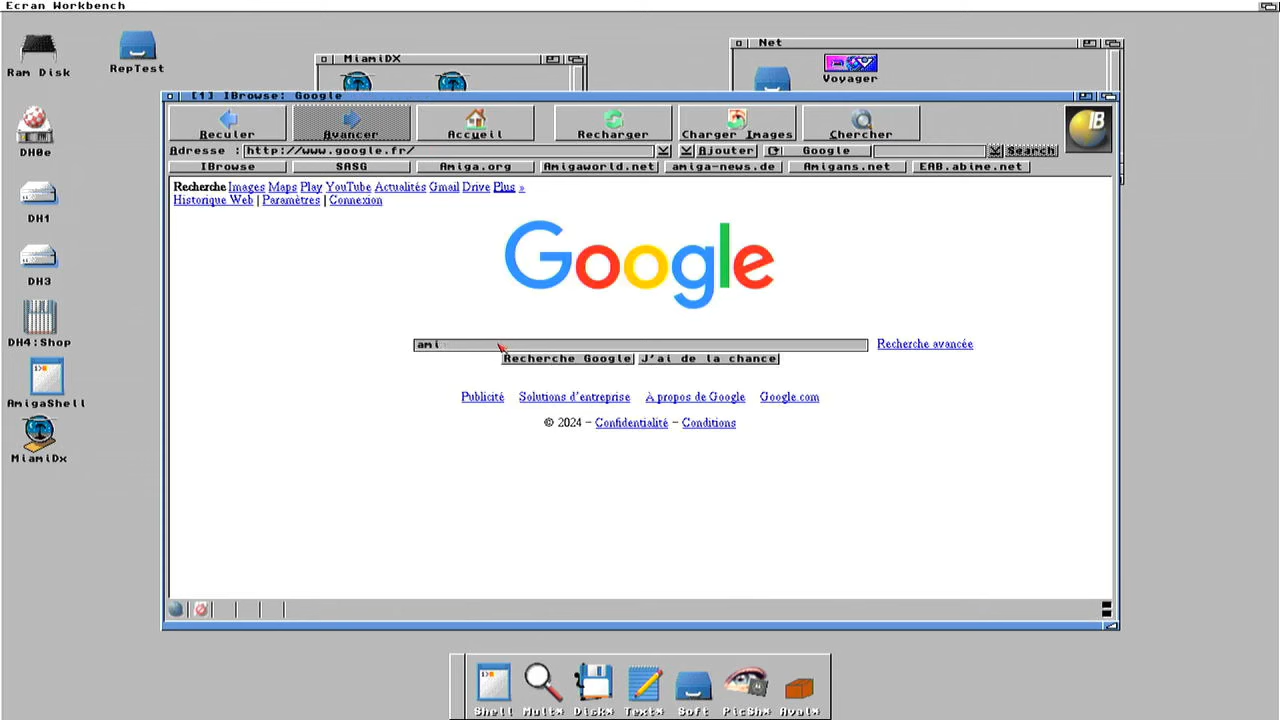 Ecran Workbench
Ram Disk
RepTest
MiamiDX
Net
Voyager
[1] IBrowse: Google
Reculer Avancer Accueil Recharger Charger Images Chercher
IB
Adresse : http://www.google.fr/ Ajouter Google Search
IBrowse SASG Amiga.org Amigaworld.net amiga-news.de Amigans.net EAB.abime.net
Recherche Images Maps Play YouTube Actualités Gmail Drive Plus »
Historique Web | Paramètres | Connexion
Google
ami
Recherche avancée
Recherche Google J'ai de la chance
Publicité Solutions d'entreprise A propos de Google Google.com
© 2024 - Confidentialité - Conditions
DH0e
DH1
DH3
DH4:Shop
AmigaShell
MiamiDx
Shell Mult» Disk» Text» Soft PicSh»